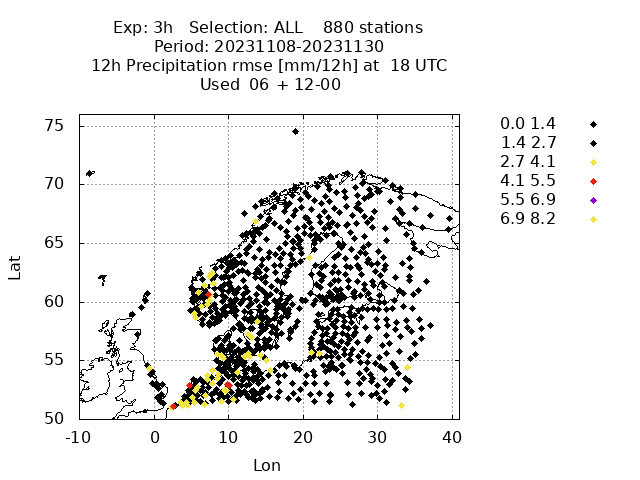 Exp: 3h   Selection: ALL    880 stations
Period: 20231108-20231130
12h Precipitation rmse [mm/12h] at  18 UTC
Used  06 + 12-00
0.0 1.4
1.4 2.7
2.7 4.1
4.1 5.5
5.5 6.9
6.9 8.2
75
70
65
60
55
50
Lat
-10 0 10 20 30 40
Lon